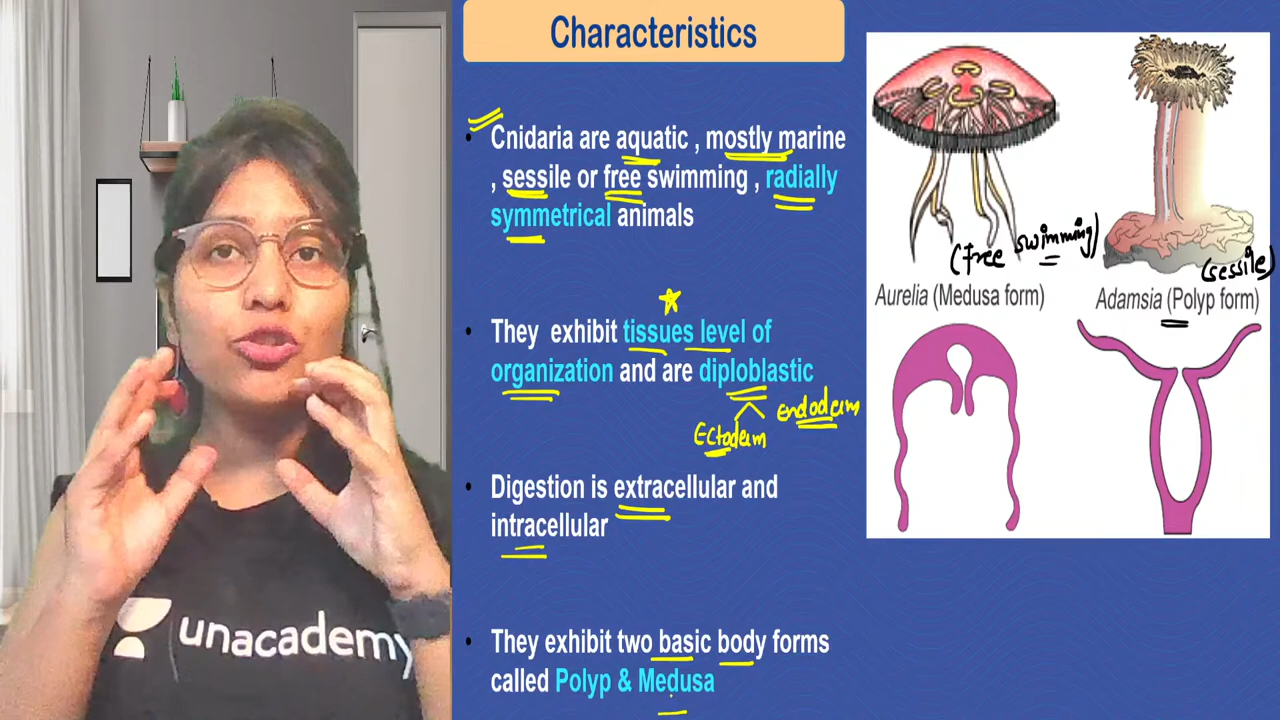 Characteristics
• Cnidaria are aquatic , mostly marine
, sessile or free swimming , radially
symmetrical animals
• They exhibit tissues level of
organization and are diploblastic
Ectoderm
Endoderm
• Digestion is extracellular and
intracellular
• They exhibit two basic body forms
called Polyp & Medusa
(free swimming)
(sessile)
Aurelia (Medusa form)
Adamsia (Polyp form)
unacademy